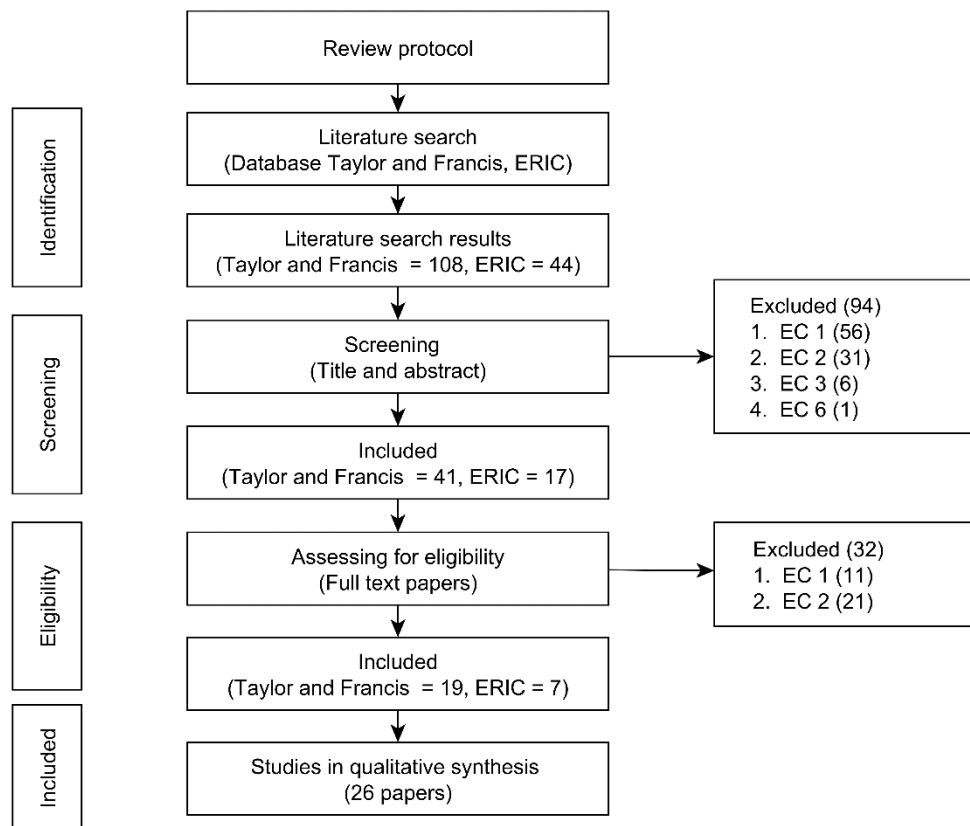 Review protocol
Identification
Literature search
(Database Taylor and Francis, ERIC)
Literature search results
(Taylor and Francis  = 108, ERIC = 44)
Screening
Screening
(Title and abstract)
Excluded (94)
1.  EC 1 (56)
2.  EC 2 (31)
3.  EC 3 (6)
4.  EC 6 (1)
Included
(Taylor and Francis  = 41, ERIC = 17)
Eligibility
Assessing for eligibility
(Full text papers)
Excluded (32)
1.  EC 1 (11)
2.  EC 2 (21)
Included
(Taylor and Francis  = 19, ERIC = 7)
Included
Studies in qualitative synthesis
(26 papers)